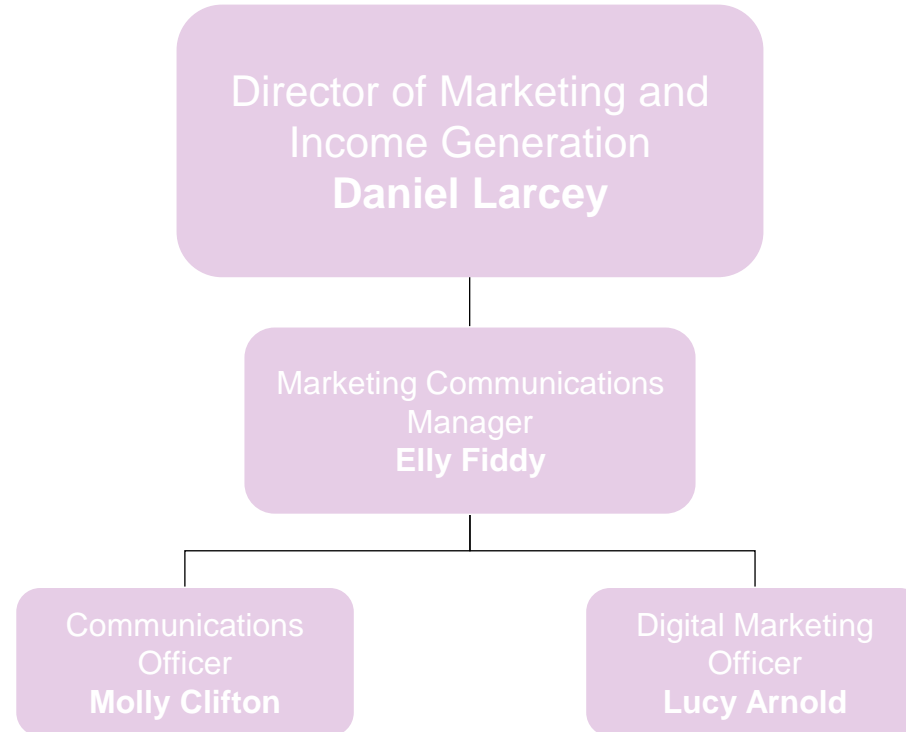 Director of Marketing and
Income Generation
Daniel Larcey
Marketing Communications
Manager
Elly Fiddy
Communications
Officer
Molly Clifton
Digital Marketing
Officer
Lucy Arnold